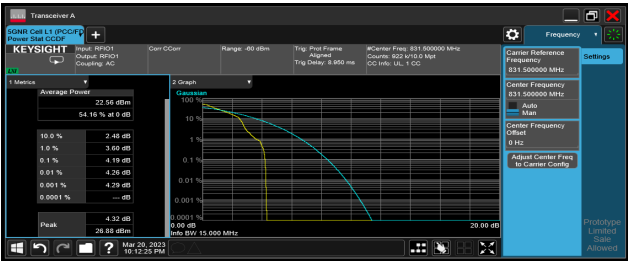 Transceiver A
5GNR Cell L1 (PCC/F)
Power Stat CCDF
+
Frequency
KEYSIGHT
LXI
Input: RFIO1
Output: RFIO1
Coupling: AC
Corr CCorr
Range: -60 dBm
Trig: Prot Frame
Aligned
Trig Delay: 8.950 ms
#Center Freq: 831.500000 MHz
Counts: 922 k/10.0 Mpt
CC Info: UL, 1 CC
Carrier Reference
Frequency
831.500000 MHz
Settings
Center Frequency
831.500000 MHz
Auto
Man
Center Frequency
Offset
0 Hz
Adjust Center Freq
to Carrier Config
1 Metrics
Average Power
22.56 dBm
54.16 % at 0 dB
10.0 % 2.48 dB
1.0 % 3.60 dB
0.1 % 4.19 dB
0.01 % 4.26 dB
0.001 % 4.29 dB
0.0001 % --- dB
Peak 4.32 dB
26.88 dBm
2 Graph
Gaussian
100 %
10 %
1 %
0.1 %
0.01 %
0.001 %
0.0001 %
0.00 dB 20.00 dB
Info BW 15.000 MHz
Prototype
Limited
Sale
Allowed
?
Mar 20, 2023
10:12:25 PM